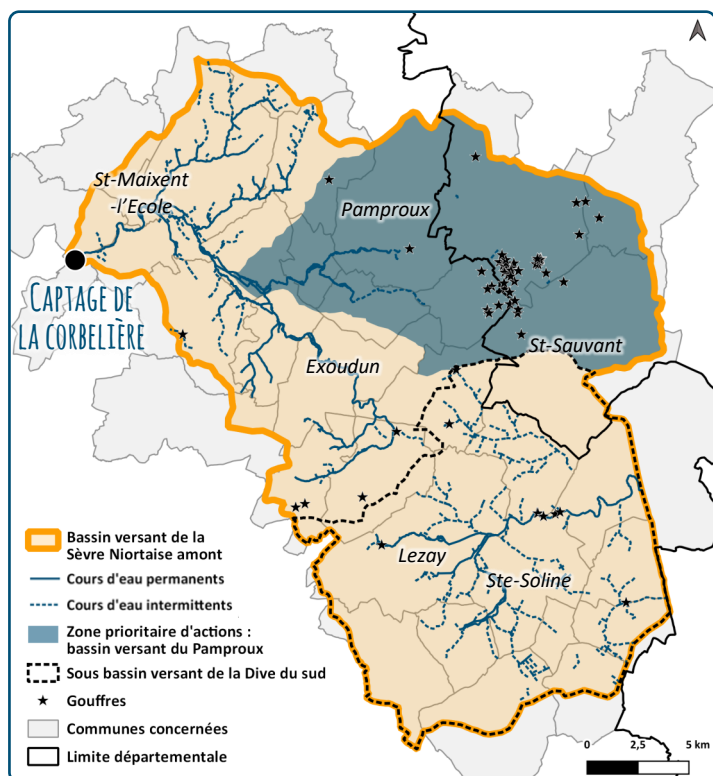 St-Maixent
-l'Ecole
Pamproux
CAPTAGE DE
LA CORBELIÈRE
St-Sauvant
Exoudun
Lezay
Ste-Soline
Bassin versant de la
Sèvre Niortaise amont
Cours d'eau permanents
Cours d'eau intermittents
Zone prioritaire d'actions :
bassin versant du Pamproux
Sous bassin versant de la Dive du sud
Gouffres
Communes concernées
Limite départementale
0 2,5 5 km